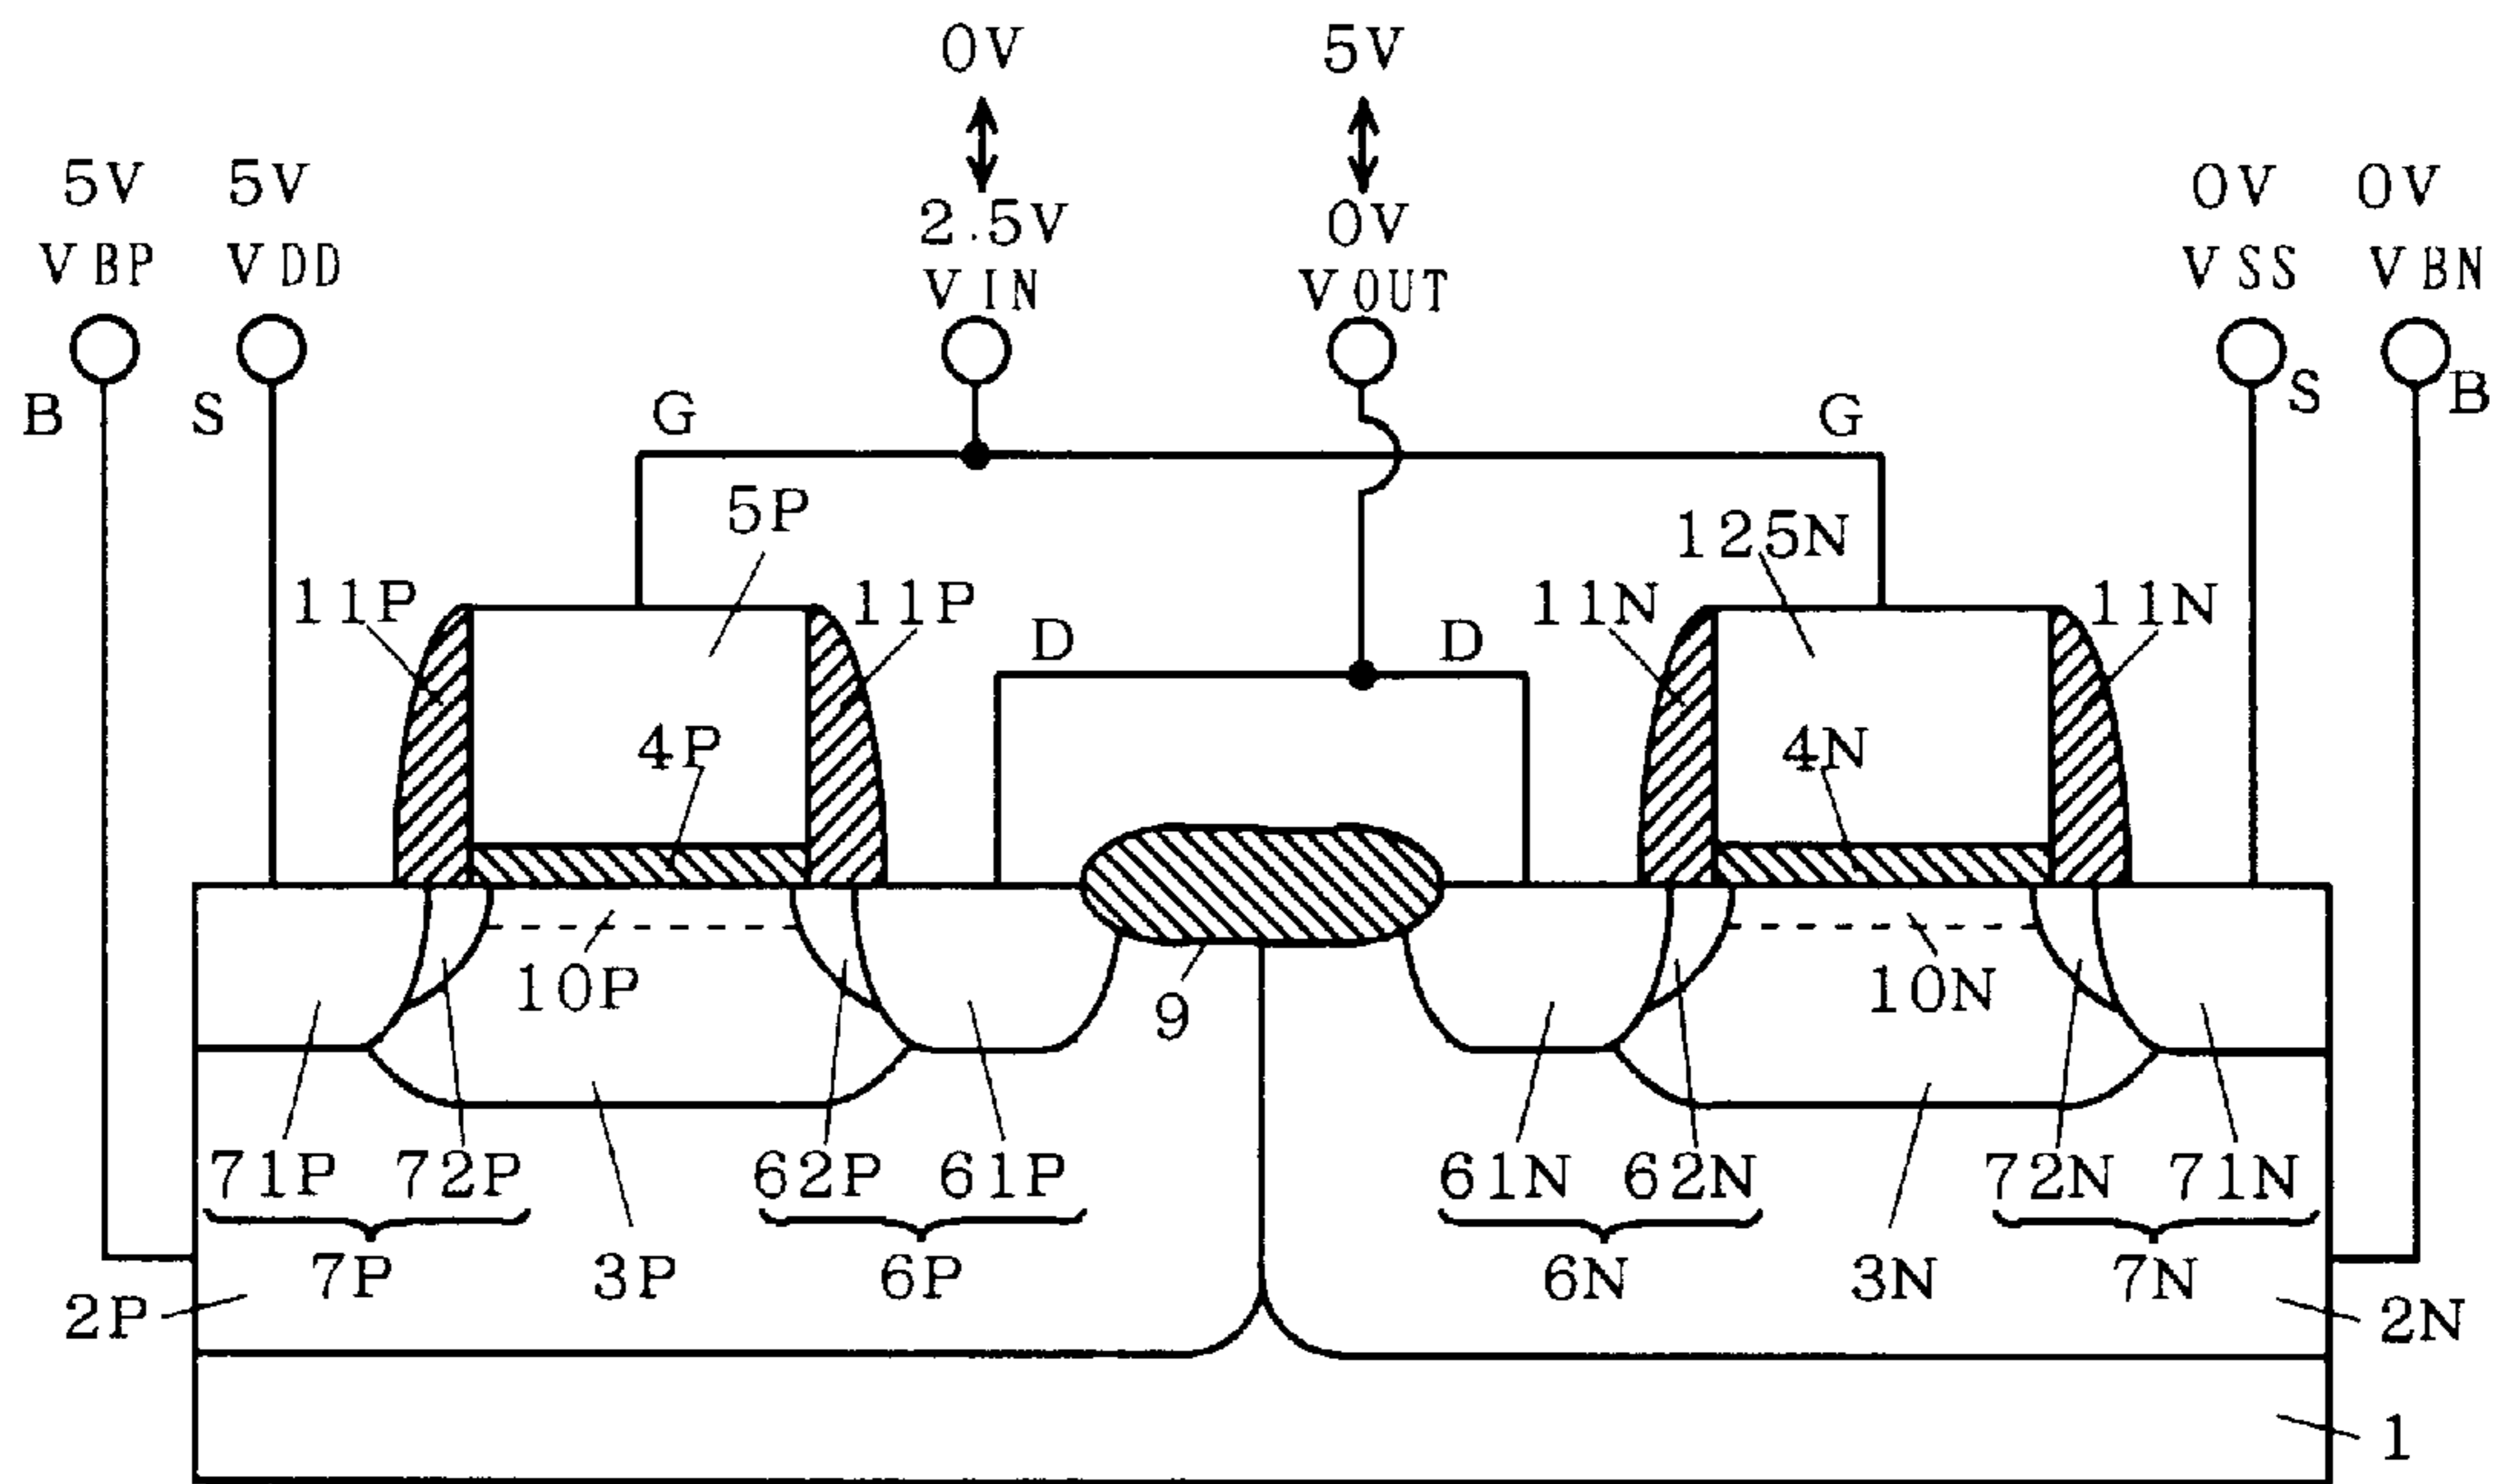 0V 5V
5V 5V 2.5V 0V 0V 0V
VBP VDD VIN VOUT VSS VBN
B S G G S B
5P 125N
11P 11P 11N 11N
D D
4P 4N
10P 9 10N
71P 72P 62P 61P 61N 62N 72N 71N
7P 3P 6P 6N 3N 7N
2P 2N
1